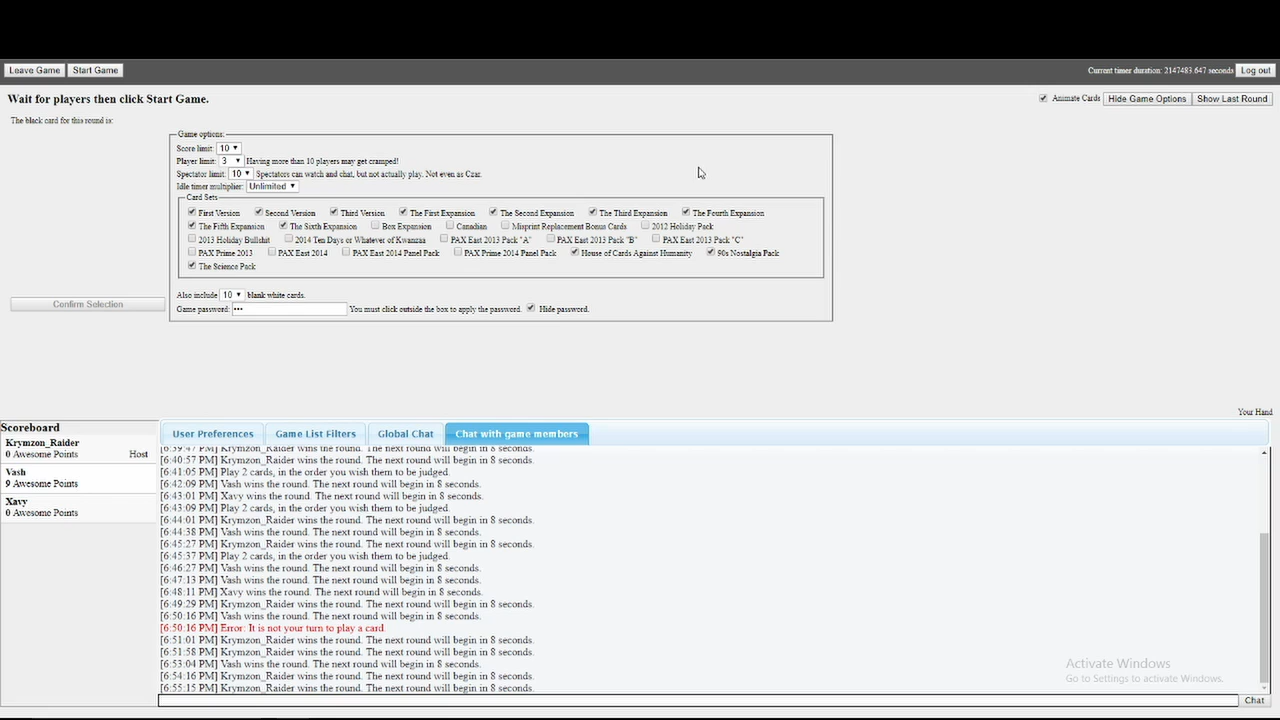 Leave Game Start Game Current timer duration: 2147483.647 seconds Log out
Wait for players then click Start Game. Animate Cards Hide Game Options Show Last Round
The black card for this round is:
Game options:
Score limit: 10
Player limit: 3 Having more than 10 players may get cramped!
Spectator limit: 10 Spectators can watch and chat, but not actually play. Not even as Czar.
Idle timer multiplier: Unlimited
Card Sets
First Version Second Version Third Version The First Expansion The Second Expansion The Third Expansion The Fourth Expansion
The Fifth Expansion The Sixth Expansion Box Expansion Canadian Misprint Replacement Bonus Cards 2012 Holiday Pack
2013 Holiday Bullshit 2014 Ten Days or Whatever of Kwanzaa PAX East 2013 Pack "A" PAX East 2013 Pack "B" PAX East 2013 Pack "C"
PAX Prime 2013 PAX East 2014 PAX East 2014 Panel Pack PAX Prime 2014 Panel Pack House of Cards Against Humanity 90s Nostalgia Pack
The Science Pack
Also include 10 blank white cards.
Confirm Selection
Game password: ••• You must click outside the box to apply the password. Hide password.
Your Hand
Scoreboard
Krymzon_Raider
0 Awesome Points Host
Vash
9 Awesome Points
Xavy
0 Awesome Points
User Preferences Game List Filters Global Chat Chat with game members
[6:39:47 PM] Krymzon_Raider wins the round. The next round will begin in 8 seconds.
[6:40:57 PM] Krymzon_Raider wins the round. The next round will begin in 8 seconds.
[6:41:05 PM] Play 2 cards, in the order you wish them to be judged.
[6:42:09 PM] Vash wins the round. The next round will begin in 8 seconds.
[6:43:01 PM] Xavy wins the round. The next round will begin in 8 seconds.
[6:43:09 PM] Play 2 cards, in the order you wish them to be judged.
[6:44:01 PM] Krymzon_Raider wins the round. The next round will begin in 8 seconds.
[6:44:38 PM] Vash wins the round. The next round will begin in 8 seconds.
[6:45:27 PM] Krymzon_Raider wins the round. The next round will begin in 8 seconds.
[6:45:37 PM] Play 2 cards, in the order you wish them to be judged.
[6:46:27 PM] Vash wins the round. The next round will begin in 8 seconds.
[6:47:13 PM] Vash wins the round. The next round will begin in 8 seconds.
[6:48:11 PM] Xavy wins the round. The next round will begin in 8 seconds.
[6:49:29 PM] Krymzon_Raider wins the round. The next round will begin in 8 seconds.
[6:50:16 PM] Vash wins the round. The next round will begin in 8 seconds.
[6:50:16 PM] Error: It is not your turn to play a card.
[6:51:01 PM] Krymzon_Raider wins the round. The next round will begin in 8 seconds.
[6:51:58 PM] Krymzon_Raider wins the round. The next round will begin in 8 seconds.
[6:53:04 PM] Vash wins the round. The next round will begin in 8 seconds.
[6:54:16 PM] Krymzon_Raider wins the round. The next round will begin in 8 seconds.
[6:55:15 PM] Krymzon_Raider wins the round. The next round will begin in 8 seconds.
Activate Windows
Go to Settings to activate Windows.
Chat